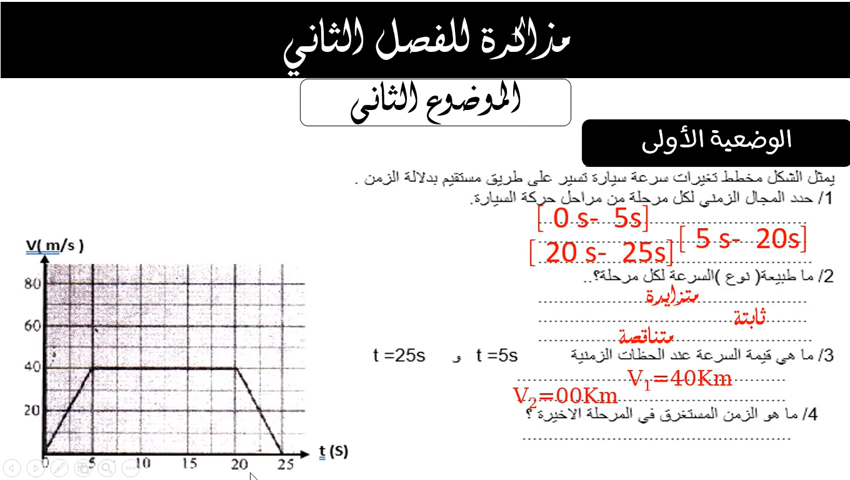 مذاكرة للفصل الثاني
الموضوع الثاني
الوضعية الأولى
يمثل الشكل مخطط تغيرات سرعة سيارة تسير على طريق مستقيم بدلالة الزمن .
1/ حدد المجال الزمني لكل مرحلة من مراحل حركة السيارة.
[ 0 s- 5s]
[ 5 s- 20s]
[ 20 s- 25s]
2/ ما طبيعة( نوع )السرعة لكل مرحلة؟..
متزايدة
ثابتة
متناقصة
3/ ما هي قيمة السرعة عند الحظات الزمنية t =5s و t =25s
V1=40Km
V2=00Km
4/ ما هو الزمن المستغرق في المرحلة الاخيرة ؟
V( m/s )
80
60
40
20
0 5 10 15 20 25 t (S)